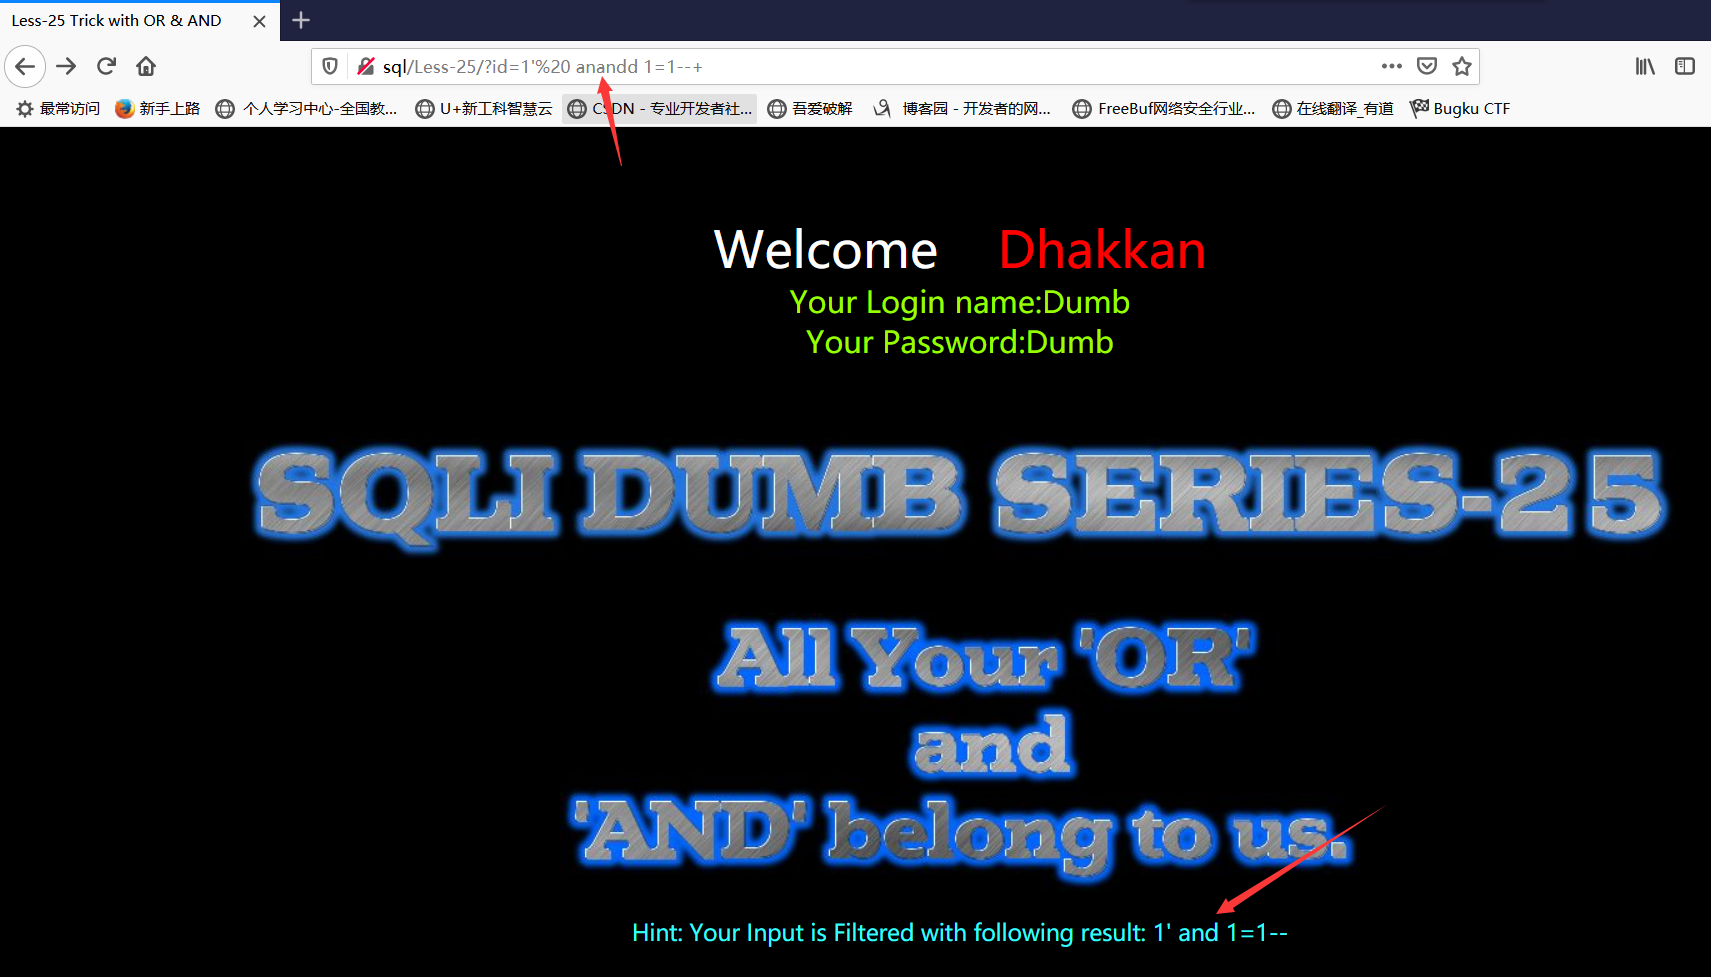 Less-25 Trick with OR & AND
sql/Less-25/?id=1'%20 anandd 1=1--+
最常访问 新手上路 个人学习中心-全国教... U+新工科智慧云 CSDN - 专业开发者社... 吾爱破解 博客园 - 开发者的网... FreeBuf网络安全行业... 在线翻译_有道 Bugku CTF
Welcome Dhakkan
Your Login name:Dumb
Your Password:Dumb
SQLI DUMB SERIES-25
All Your 'OR'
and
'AND' belong to us.
Hint: Your Input is Filtered with following result: 1' and 1=1--